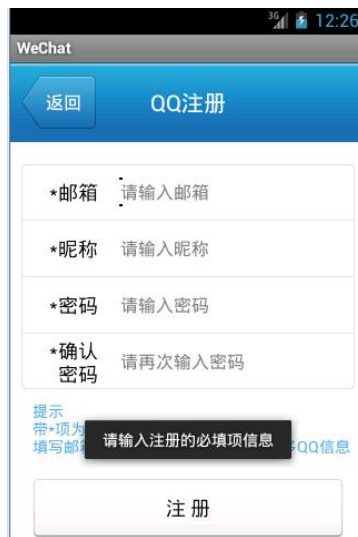 3G 12:26
WeChat
返回 QQ注册
*邮箱 请输入邮箱
*昵称 请输入昵称
*密码 请输入密码
*确认
密码 请再次输入密码
提示
带*项为
请输入注册的必填项信息
填写邮 QQ信息
注 册